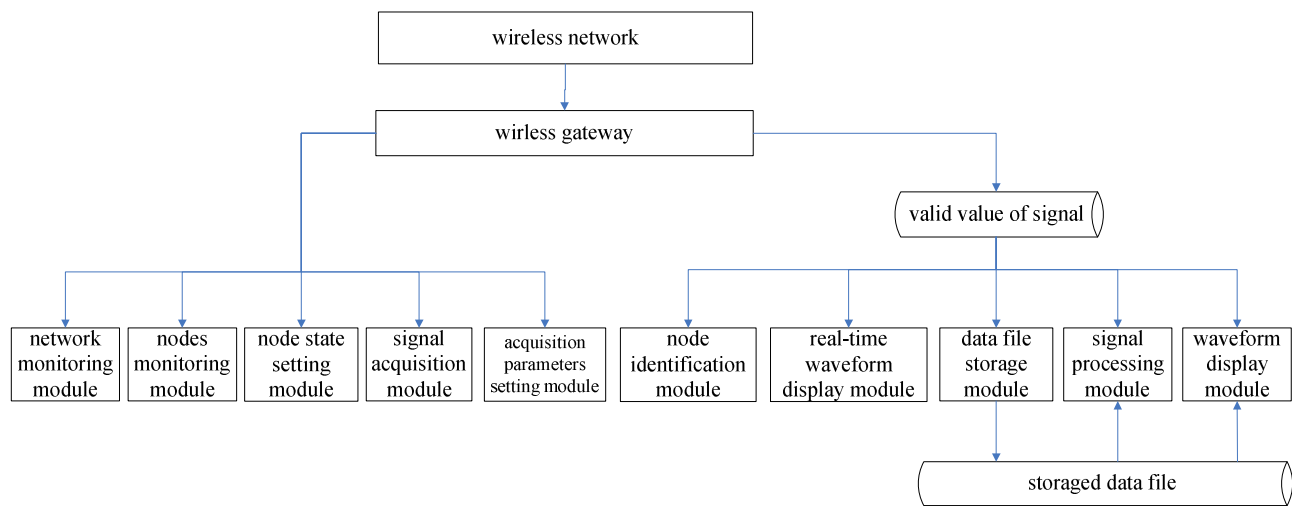 wireless network
wirless gateway
valid value of signal
network
monitoring
module
nodes
monitoring
module
node state
setting
module
signal
acquisition
module
acquisition
parameters
setting module
node
identification
module
real-time
waveform
display module
data file
storage
module
signal
processing
module
waveform
display
module
storaged data file